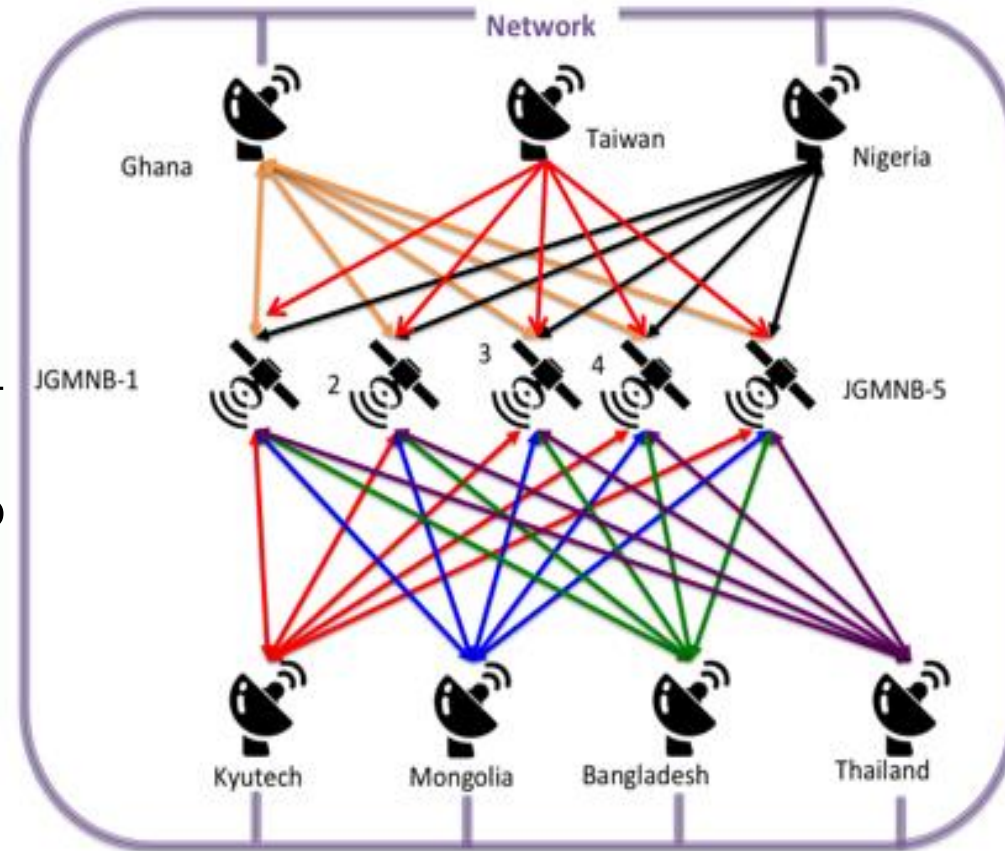 Network
Ghana
Taiwan
Nigeria
JGMNB-1
2
3
4
JGMNB-5
Kyutech
Mongolia
Bangladesh
Thailand